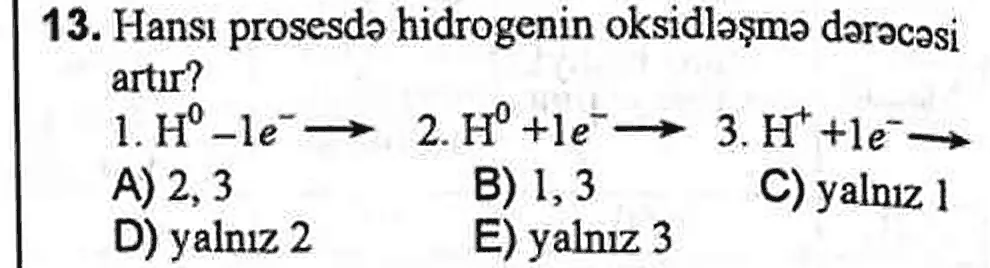 13. Hansı prosesdə hidrogenin oksidləşmə dərəcəsi
artır?
1. H⁰ –1e⁻ ⟶ 2. H⁰ +1e⁻ ⟶ 3. H⁺ +1e⁻ ⟶
A) 2, 3 B) 1, 3 C) yalnız 1
D) yalnız 2 E) yalnız 3